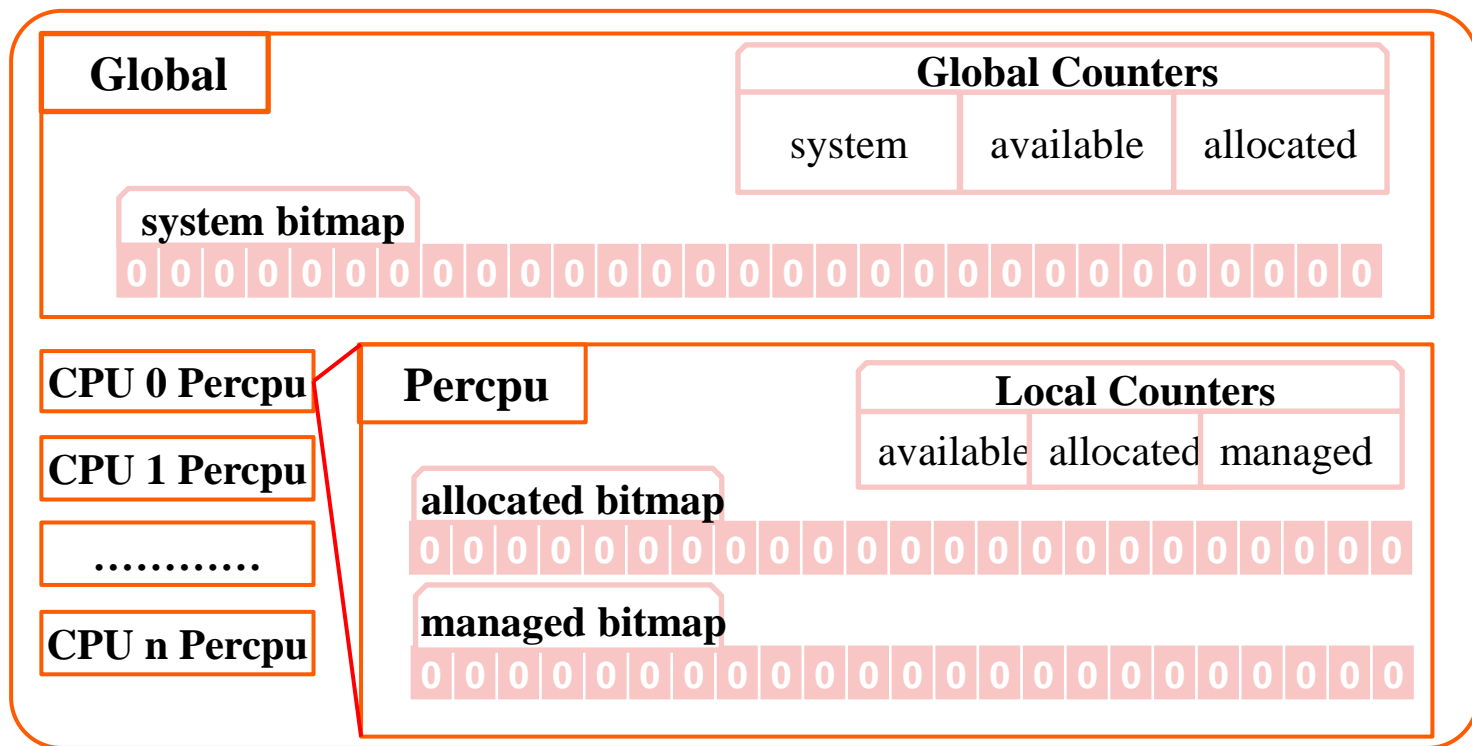 Global
Global Counters
system available allocated
system bitmap
0 0 0 0 0 0 0 0 0 0 0 0 0 0 0 0 0 0 0 0 0 0 0 0 0 0 0 0 0
CPU 0 Percpu
CPU 1 Percpu
............
CPU n Percpu
Percpu
Local Counters
available allocated managed
allocated bitmap
0 0 0 0 0 0 0 0 0 0 0 0 0 0 0 0 0 0 0 0 0 0 0
managed bitmap
0 0 0 0 0 0 0 0 0 0 0 0 0 0 0 0 0 0 0 0 0 0 0